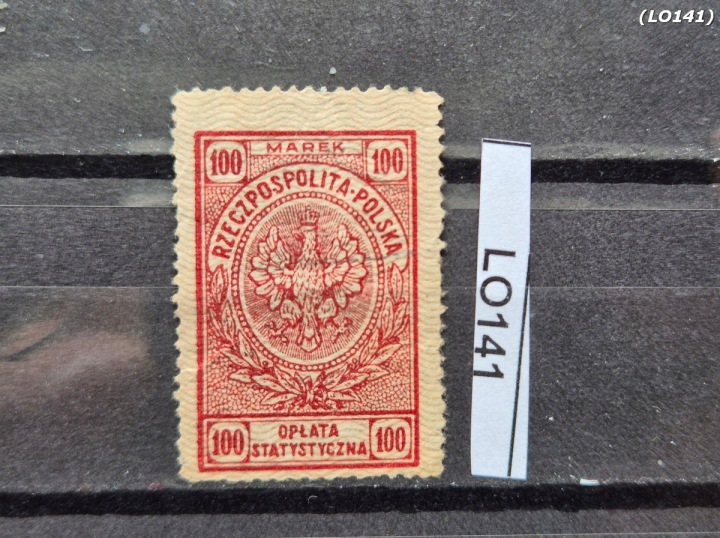 (LO141)
100 MAREK 100
RZECZPOSPOLITA·POLSKA
100 OPŁATA 100
STATYSTYCZNA
LO141